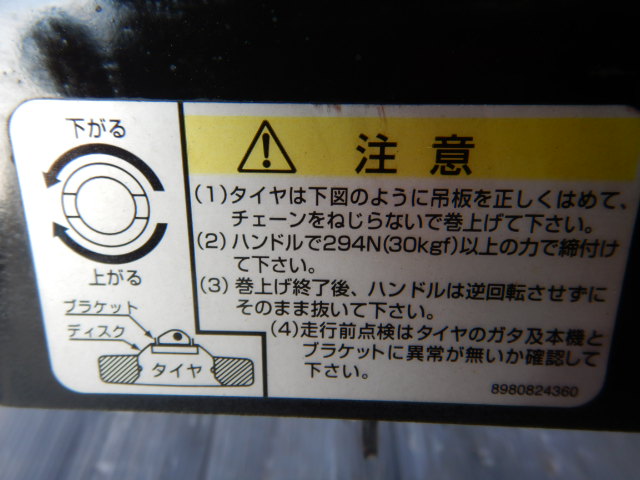 下がる
上がる
ブラケット
ディスク
タイヤ
注意
(1)タイヤは下図のように吊板を正しくはめて、
チェーンをねじらないで巻上げて下さい。
(2)ハンドルで294N(30kgf)以上の力で締付け
て下さい。
(3)巻上げ終了後、ハンドルは逆回転させずに
そのまま抜いて下さい。
(4)走行前点検はタイヤのガタ及本機と
ブラケットに異常が無いか確認して
下さい。
8980824360